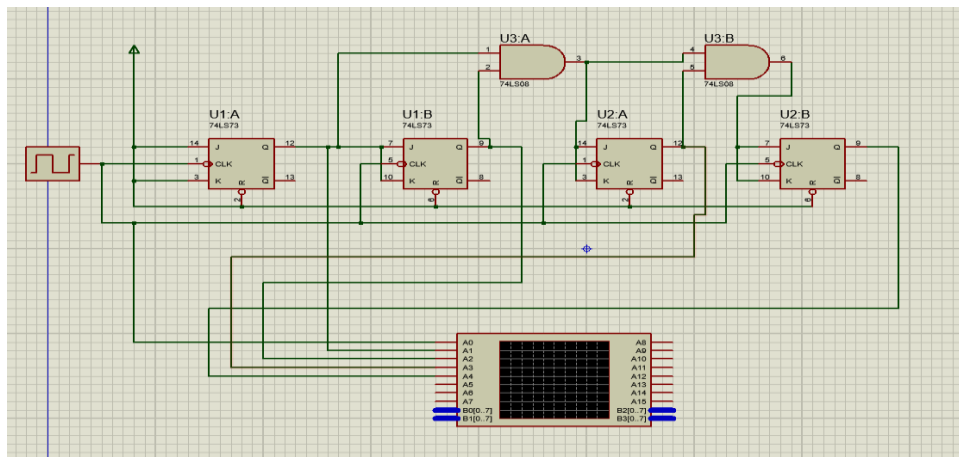 U3:A
U3:B
1
2
3
74LS08
4
5
6
74LS08
U1:A
74LS73
14
J
Q
12
1
CLK
3
K
R
Q
13
2
U1:B
74LS73
7
J
Q
9
5
CLK
10
K
R
Q
8
6
U2:A
74LS73
14
J
Q
12
1
CLK
3
K
R
Q
13
2
U2:B
74LS73
7
J
Q
9
5
CLK
10
K
R
Q
8
6
A0
A1
A2
A3
A4
A5
A6
A7
B0[0..7]
B1[0..7]
A8
A9
A10
A11
A12
A13
A14
A15
B2[0..7]
B3[0..7]